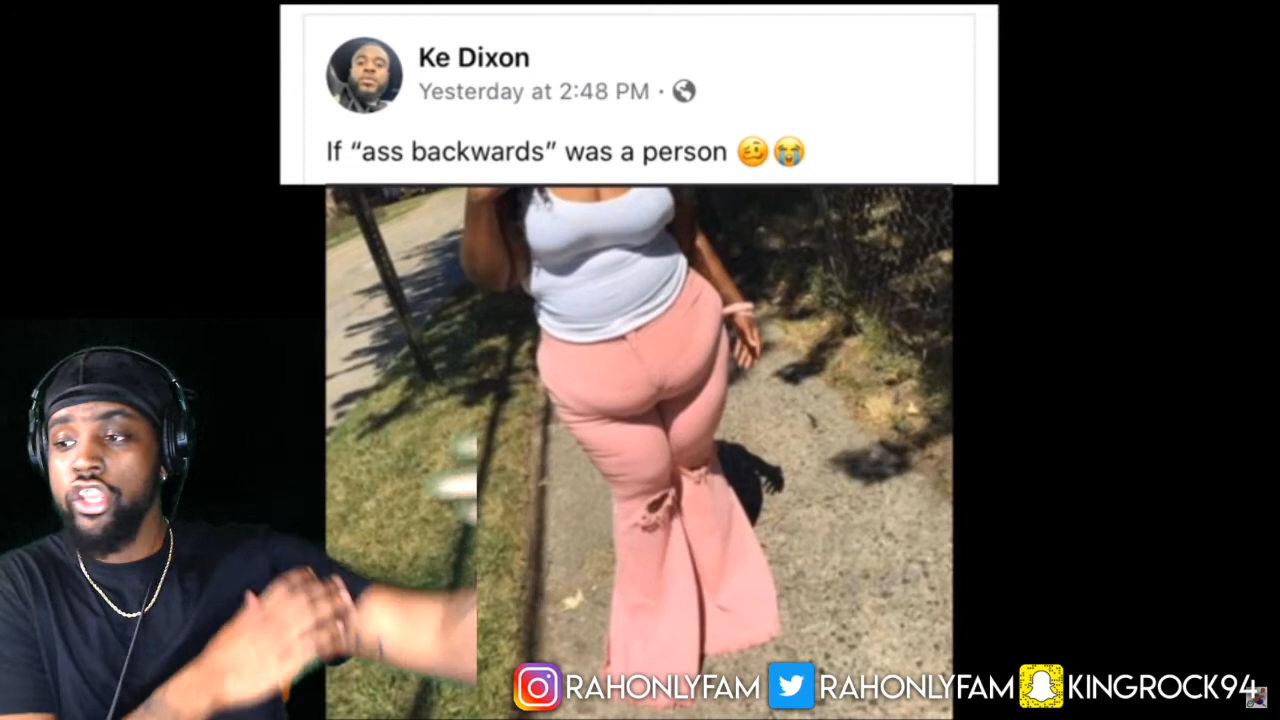 Ke Dixon
Yesterday at 2:48 PM ·
If “ass backwards” was a person 🥴😭
RAHONLYFAM RAHONLYFAM KINGROCK94